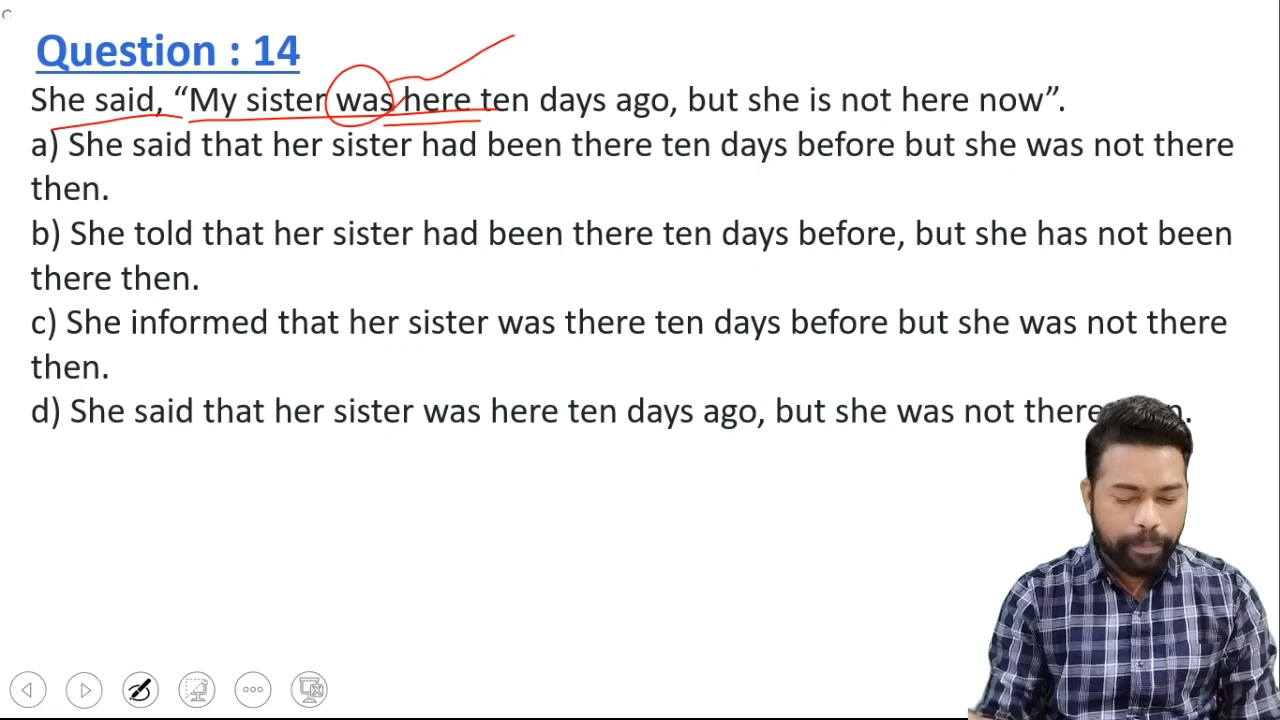 Question : 14
She said, “My sister was here ten days ago, but she is not here now”.
a) She said that her sister had been there ten days before but she was not there
then.
b) She told that her sister had been there ten days before, but she has not been
there then.
c) She informed that her sister was there ten days before but she was not there
then.
d) She said that her sister was here ten days ago, but she was not there